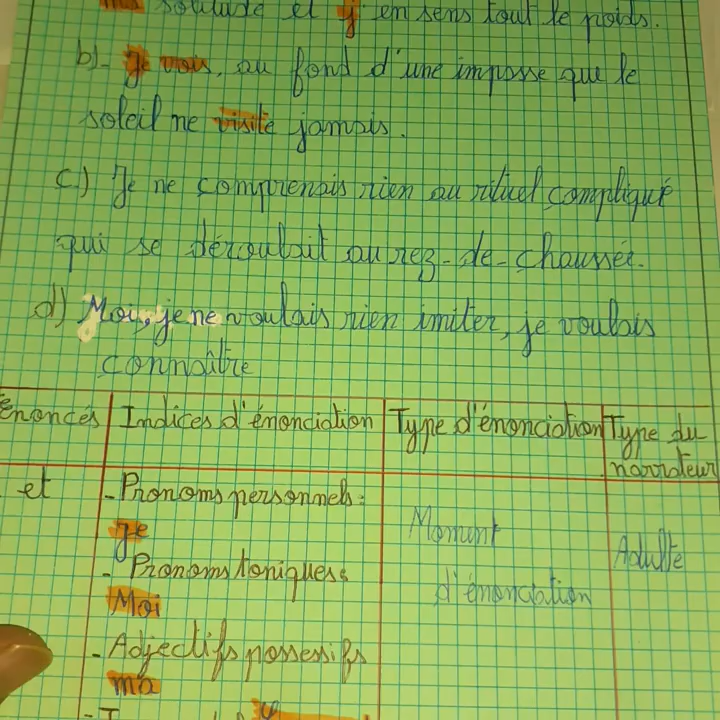 ma solitude et j'en sens tout le poids.
b)- Je vois, au fond d'une impasse que le
soleil ne visite jamais.
c.) Je ne comprenais rien au rituel compliqué
qui se déroulait au rez-de-chaussée.
d) Moi, je ne voulais rien imiter, je voulais
connaître
énoncés | Indices d'énonciation | Type d'énonciation | Type du
narrateur
et
- Pronoms personnels :
je
- Pronoms toniques :
Moi
- Adjectifs possessifs
ma
Moment
d'énonciation
Adulte